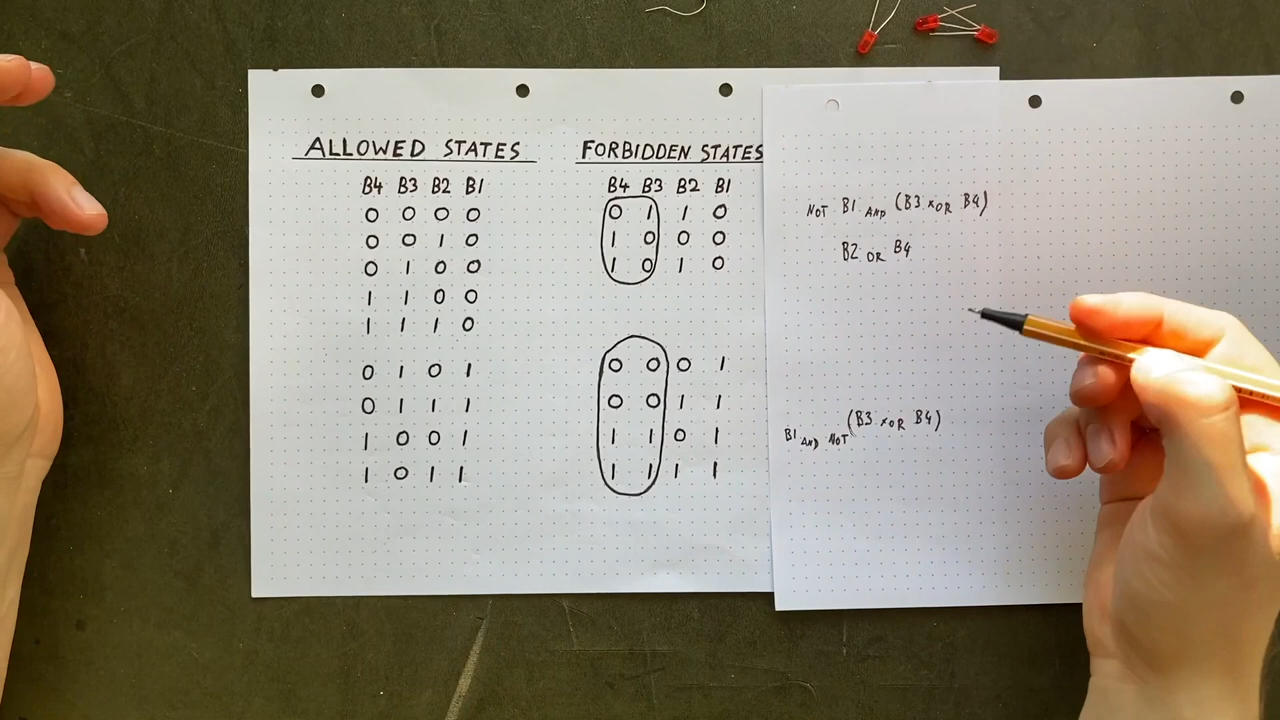 ALLOWED STATES
B4 B3 B2 B1
0 0 0 0
0 0 1 0
0 1 0 0
1 1 0 0
1 1 1 0
0 1 0 1
0 1 1 1
1 0 0 1
1 0 1 1
FORBIDDEN STATES
B4 B3 B2 B1
0 1 1 0
1 0 0 0
1 0 1 0
0 0 0 1
0 0 1 1
1 1 0 1
1 1 1 1
NOT B1 AND (B3 XOR B4)
B2 OR B4
B1 AND NOT (B3 XOR B4)